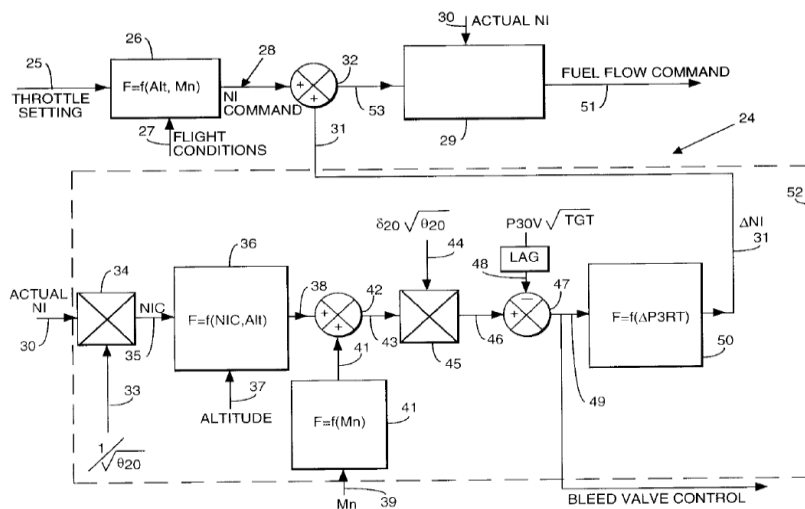 30
ACTUAL NI
26
25
28
32
F=f(Alt, Mn)
FUEL FLOW COMMAND
THROTTLE
SETTING
NI
COMMAND
53
51
27
FLIGHT
CONDITIONS
31
29
24
52
δ20 √θ20
P30V √TGT
ΔNI
31
36
44
LAG
34
48
ACTUAL
NI
NIC
38
42
47
F=f(NIC,Alt)
F=f(ΔP3RT)
30
35
43
45
46
50
41
33
37
49
ALTITUDE
F=f(Mn)
41
1/√θ20
39
Mn
BLEED VALVE CONTROL